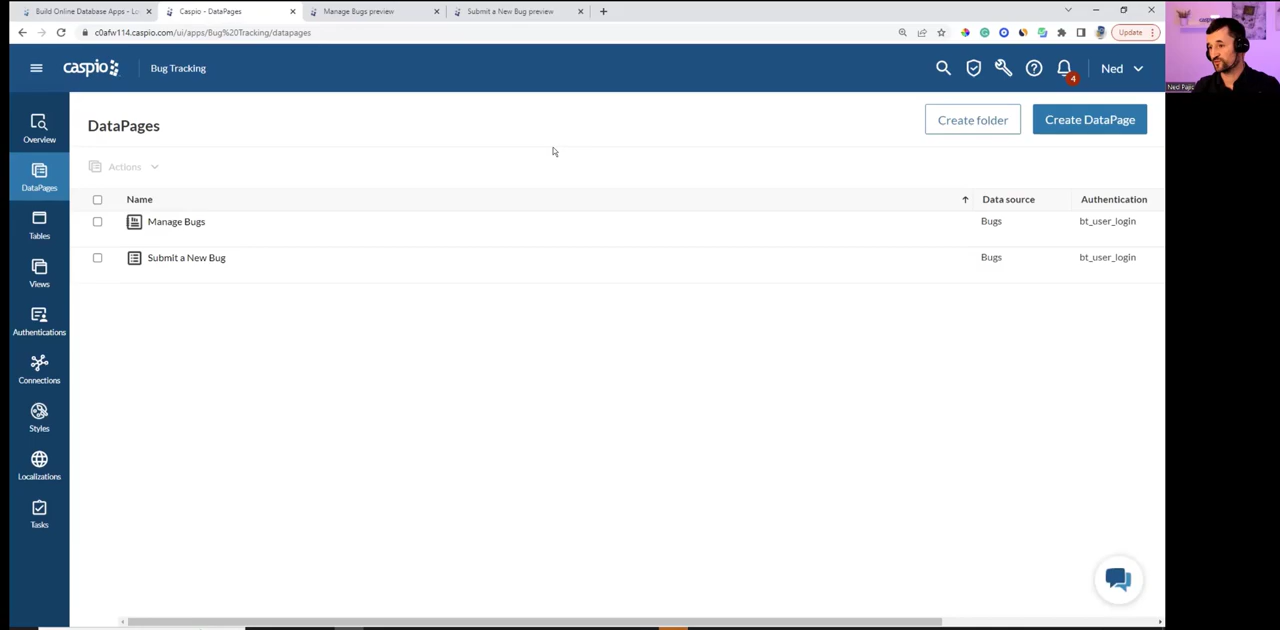 Build Online Database Apps - Lo
Caspio - DataPages
Manage Bugs preview
Submit a New Bug preview
c0afw114.caspio.com/ui/apps/Bug%20Tracking/datapages
Update
caspio
Bug Tracking
4
Ned
Overview
DataPages
Tables
Views
Authentications
Connections
Styles
Localizations
Tasks
DataPages
Create folder
Create DataPage
Actions
Name
Data source
Authentication
Manage Bugs
Bugs
bt_user_login
Submit a New Bug
Bugs
bt_user_login